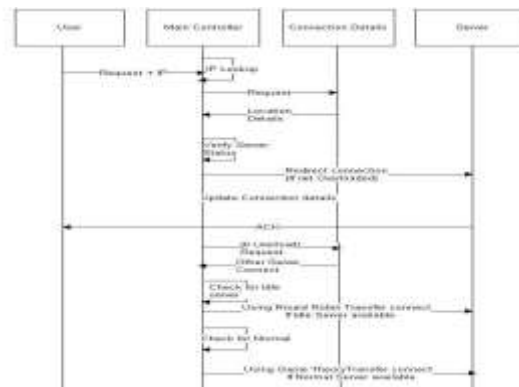 User
Main Controller
Connection Details
Server
IP Lookup
Request + IP
Request
Location
Details
Verify Server
Status
Redirect connection
(If not Overloaded)
Update Connection details
ACK
Request
Other Server
Connect
Check for Idle
server
Using Round Robin Transfer connect
If Idle Server available
Check for Normal
Using Game Theory Transfer connect
If Normal Server available